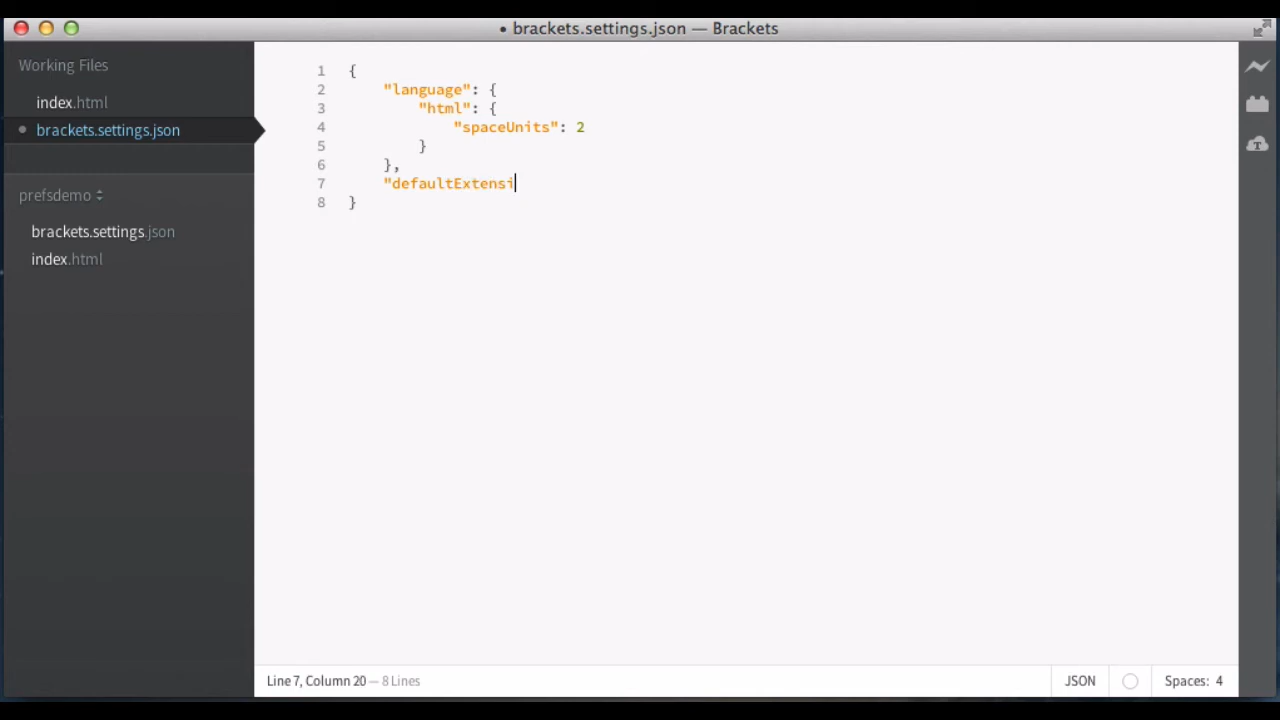 • brackets.settings.json — Brackets
Working Files
index.html
brackets.settings.json
prefsdemo
brackets.settings.json
index.html
1 {
2 "language": {
3 "html": {
4 "spaceUnits": 2
5 }
6 },
7 "defaultExtensi
8 }
Line 7, Column 20 — 8 Lines
JSON
Spaces: 4